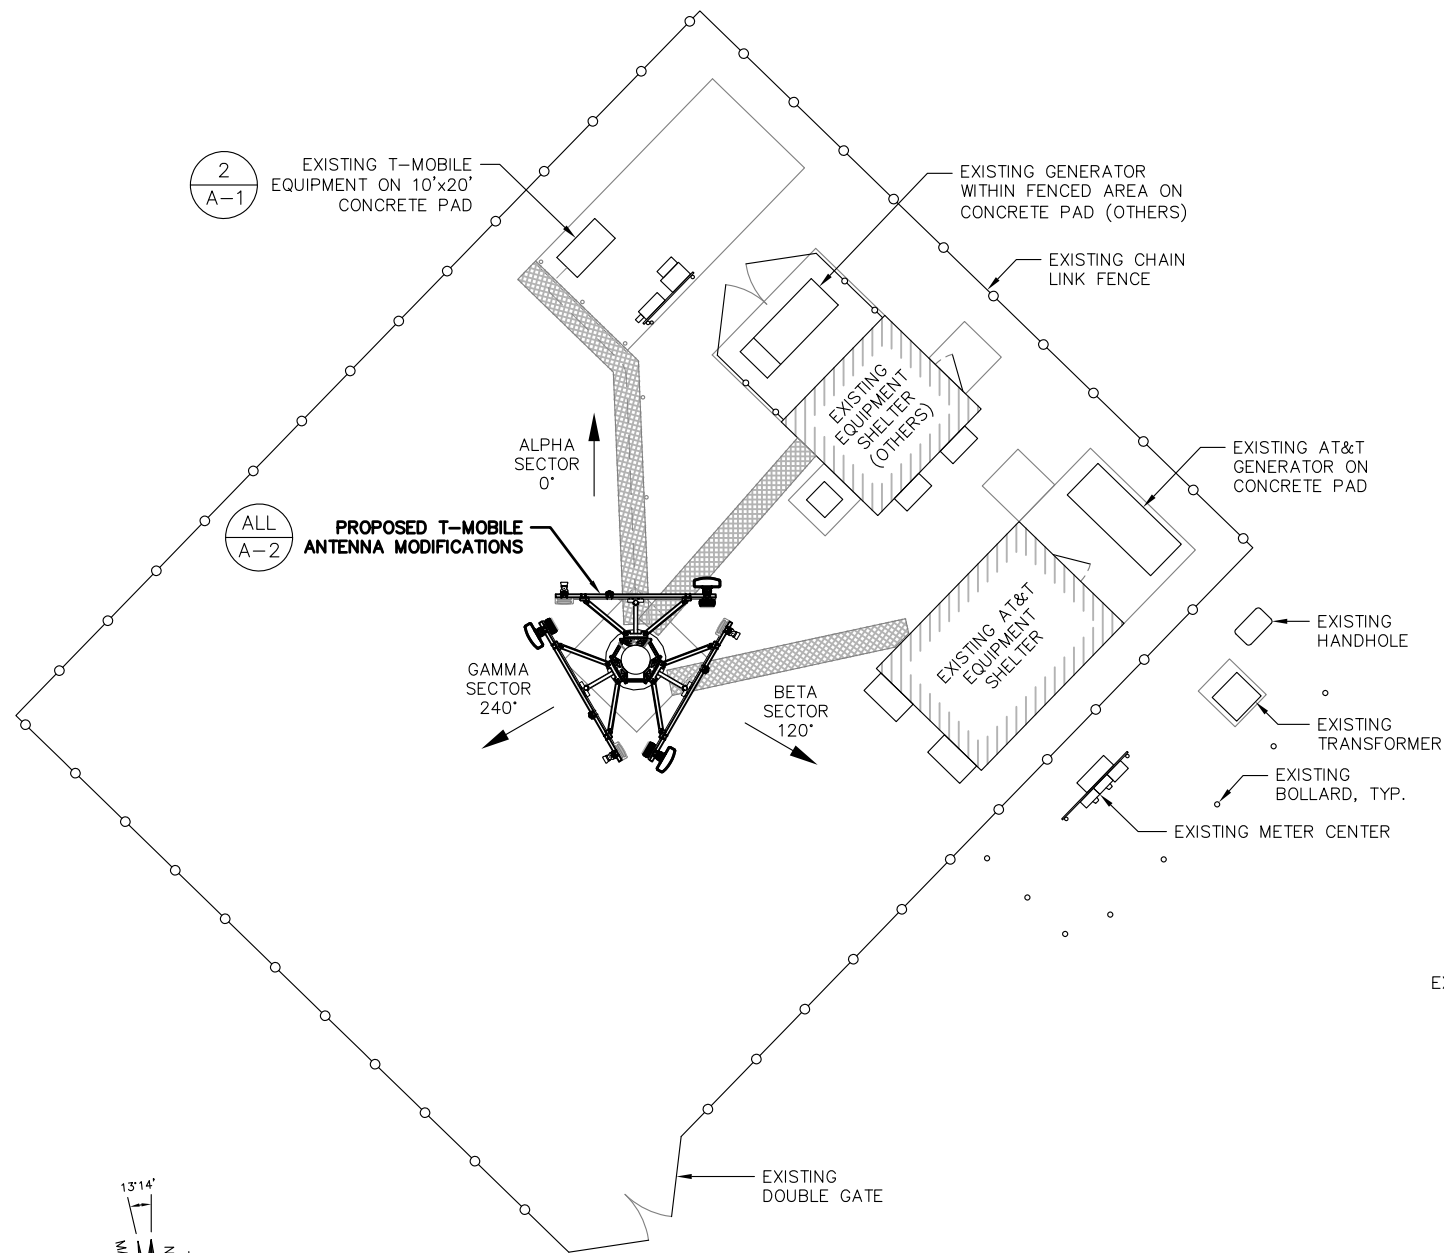 2
A-1
EXISTING T-MOBILE
EQUIPMENT ON 10'x20'
CONCRETE PAD
EXISTING GENERATOR
WITHIN FENCED AREA ON
CONCRETE PAD (OTHERS)
EXISTING CHAIN
LINK FENCE
EXISTING
EQUIPMENT
SHELTER
(OTHERS)
ALPHA
SECTOR
0°
EXISTING AT&T
GENERATOR ON
CONCRETE PAD
ALL
A-2
PROPOSED T-MOBILE
ANTENNA MODIFICATIONS
EXISTING AT&T
EQUIPMENT
SHELTER
EXISTING
HANDHOLE
GAMMA
SECTOR
240°
BETA
SECTOR
120°
EXISTING
TRANSFORMER
EXISTING
BOLLARD, TYP.
EXISTING METER CENTER
EXISTING
DOUBLE GATE
13°14'